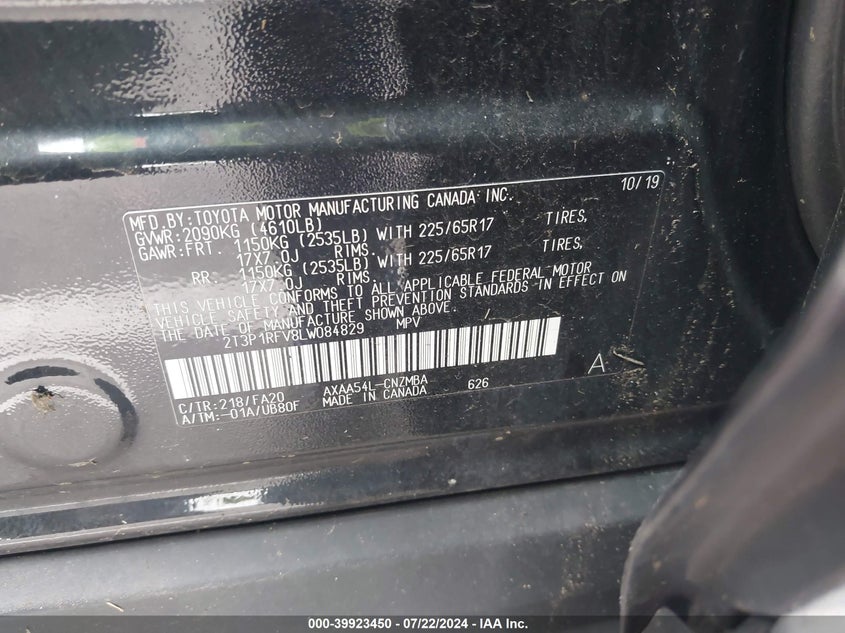 10/19
MFD BY:TOYOTA MOTOR MANUFACTURING CANADA INC.
GVWR:2090KG (4610LB)
GAWR:FRT. 1150KG (2535LB) WITH 225/65R17 TIRES,
17X7.0J RIMS.
RR. 1150KG (2535LB) WITH 225/65R17 TIRES,
17X7.0J RIMS.
THIS VEHICLE CONFORMS TO ALL APPLICABLE FEDERAL MOTOR
VEHICLE SAFETY AND THEFT PREVENTION STANDARDS IN EFFECT ON
THE DATE OF MANUFACTURE SHOWN ABOVE.
2T3P1RFV8LW084829 MPV /
A
C/TR:218/FA20 AXAA54L-CNZMBA 626
A/TM:-01A/UB80F MADE IN CANADA
000-39923450 - 07/22/2024 - IAA Inc.